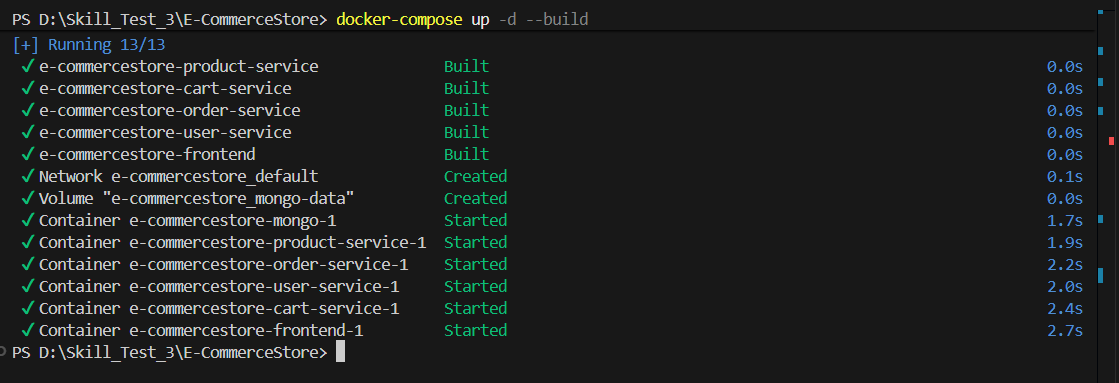 PS D:\Skill_Test_3\E-CommerceStore> docker-compose up -d --build
[+] Running 13/13
✓ e-commercestore-product-service Built 0.0s
✓ e-commercestore-cart-service Built 0.0s
✓ e-commercestore-order-service Built 0.0s
✓ e-commercestore-user-service Built 0.0s
✓ e-commercestore-frontend Built 0.0s
✓ Network e-commercestore_default Created 0.1s
✓ Volume "e-commercestore_mongo-data" Created 0.0s
✓ Container e-commercestore-mongo-1 Started 1.7s
✓ Container e-commercestore-product-service-1 Started 1.9s
✓ Container e-commercestore-order-service-1 Started 2.2s
✓ Container e-commercestore-user-service-1 Started 2.0s
✓ Container e-commercestore-cart-service-1 Started 2.4s
✓ Container e-commercestore-frontend-1 Started 2.7s
PS D:\Skill_Test_3\E-CommerceStore>